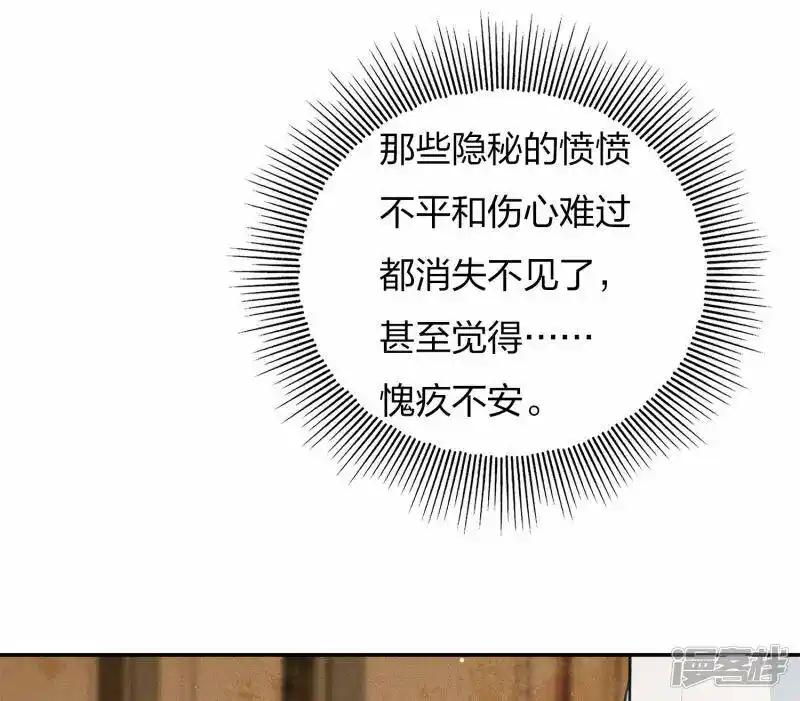 那些隐秘的愤愤
不平和伤心难过
都消失不见了，
甚至觉得……
愧疚不安。
漫客栈